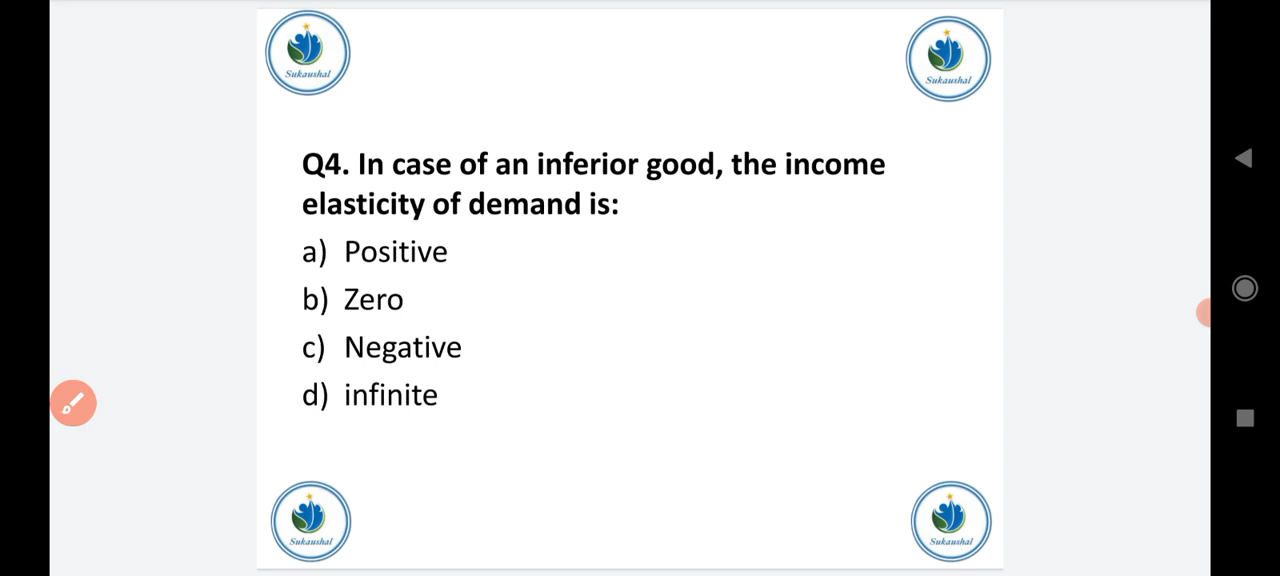 Sukaushal
Sukaushal
Q4. In case of an inferior good, the income
elasticity of demand is:
a) Positive
b) Zero
c) Negative
d) infinite
Sukaushal
Sukaushal